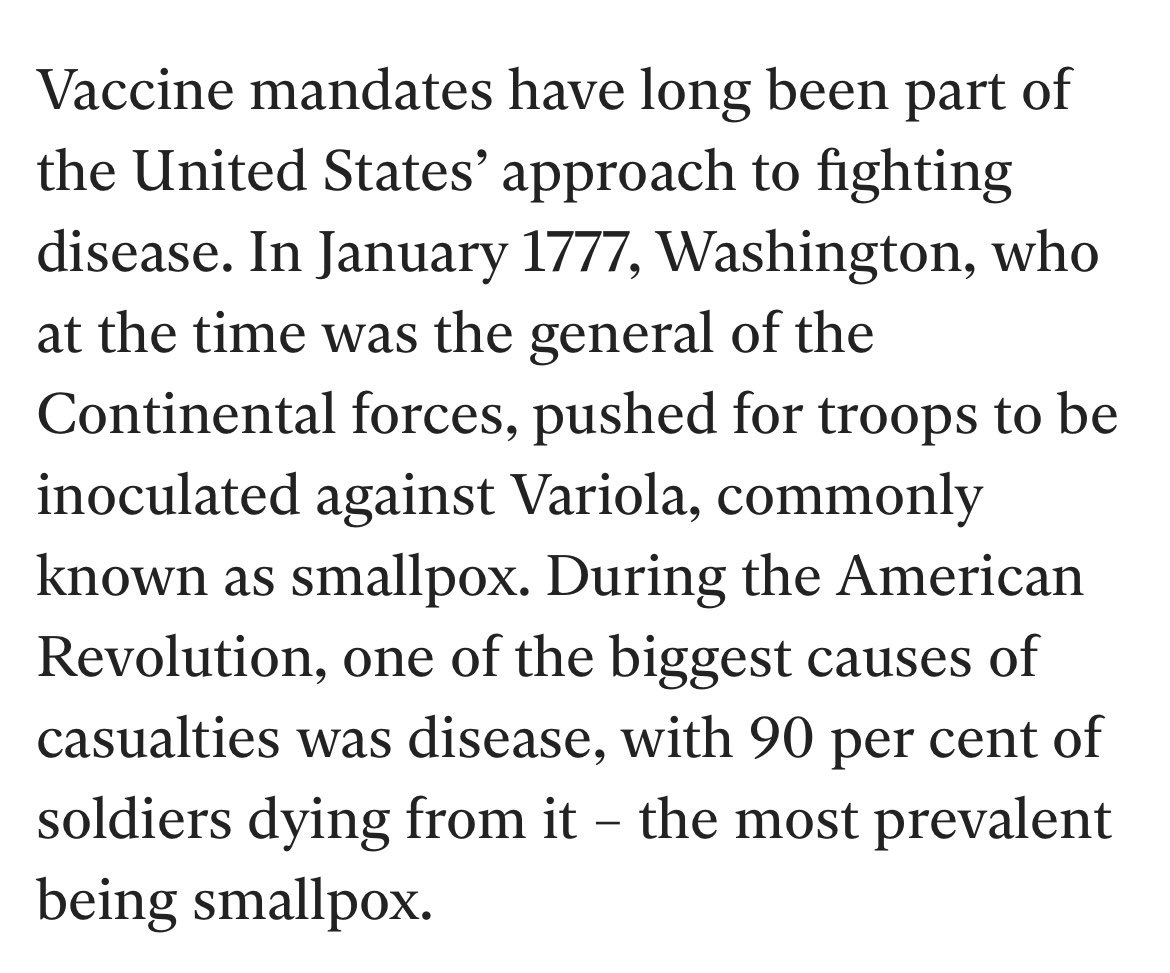 Vaccine mandates have long been part of
the United States’ approach to fighting
disease. In January 1777, Washington, who
at the time was the general of the
Continental forces, pushed for troops to be
inoculated against Variola, commonly
known as smallpox. During the American
Revolution, one of the biggest causes of
casualties was disease, with 90 per cent of
soldiers dying from it – the most prevalent
being smallpox.